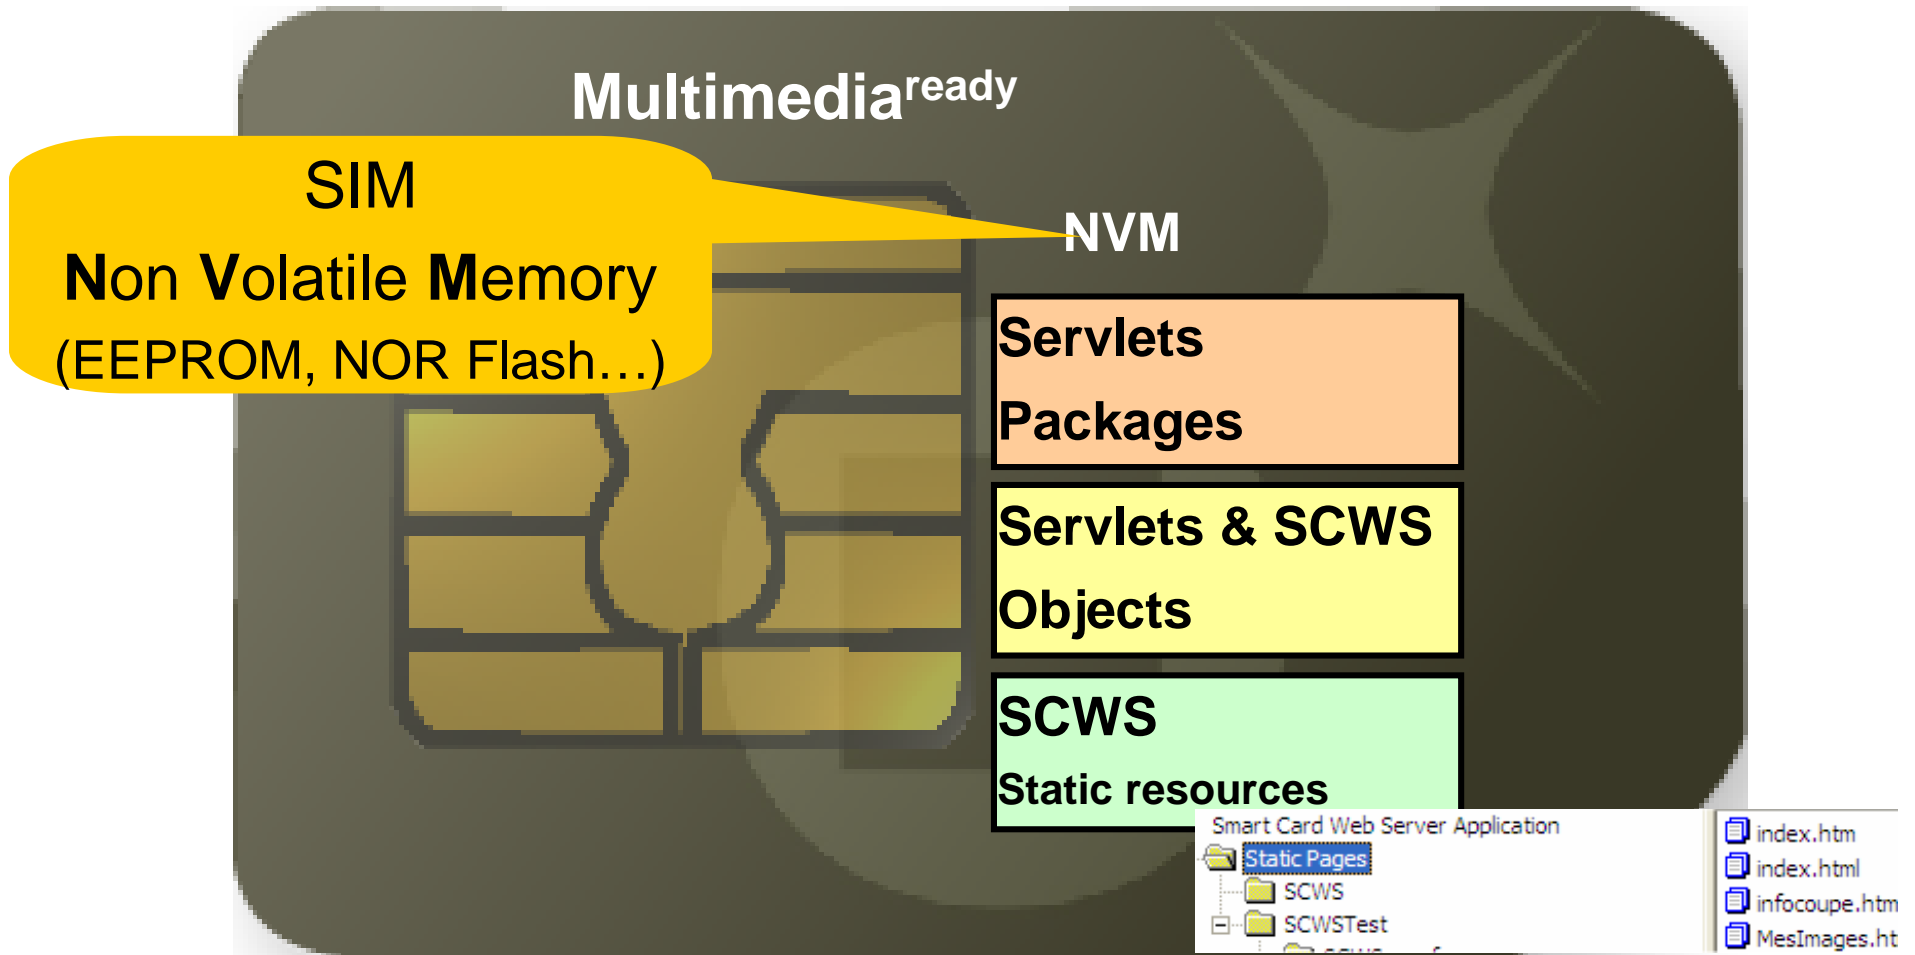 Multimediaready
SIM
Non Volatile Memory
(EEPROM, NOR Flash...)
NVM
Servlets
Packages
Servlets & SCWS
Objects
SCWS
Static resources
Smart Card Web Server Application
Static Pages
SCWS
SCWSTest
index.htm
index.html
infocoupe.htm
MesImages.ht